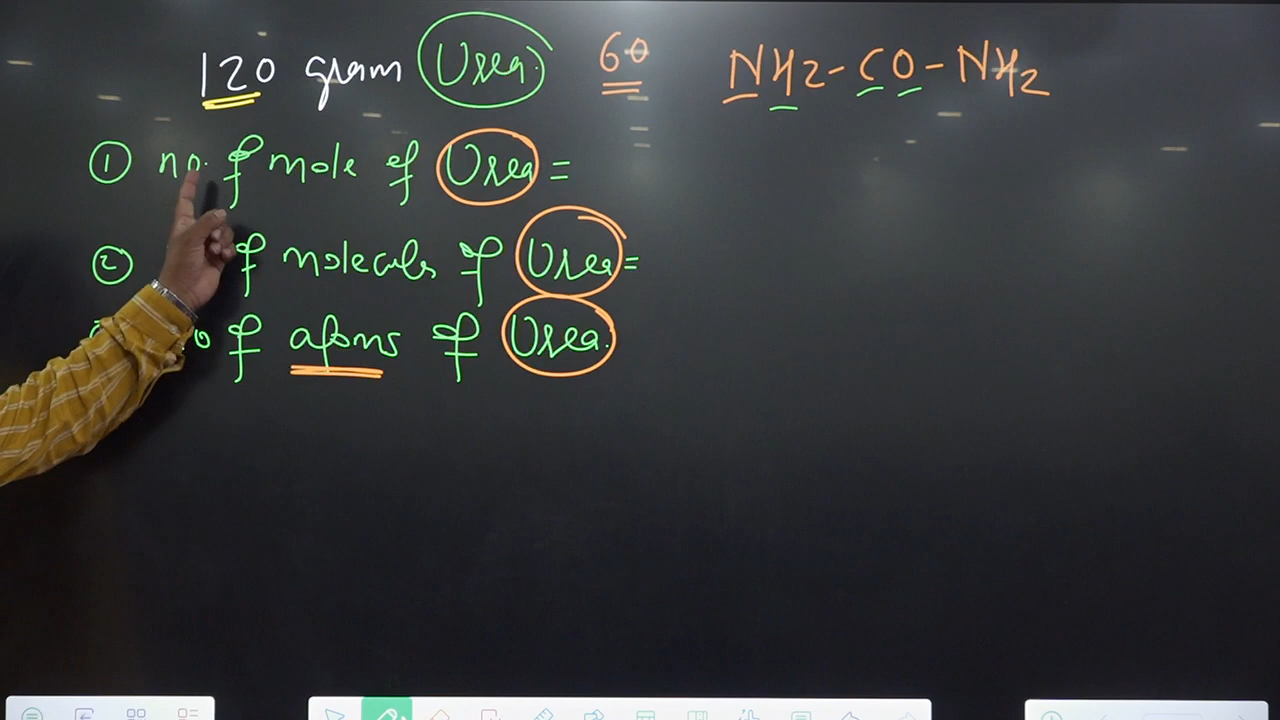 120 gram Urea. 60 NH2-CO-NH2
① no. of mole of Urea =
② of molecules of Urea =
of atoms of Urea.